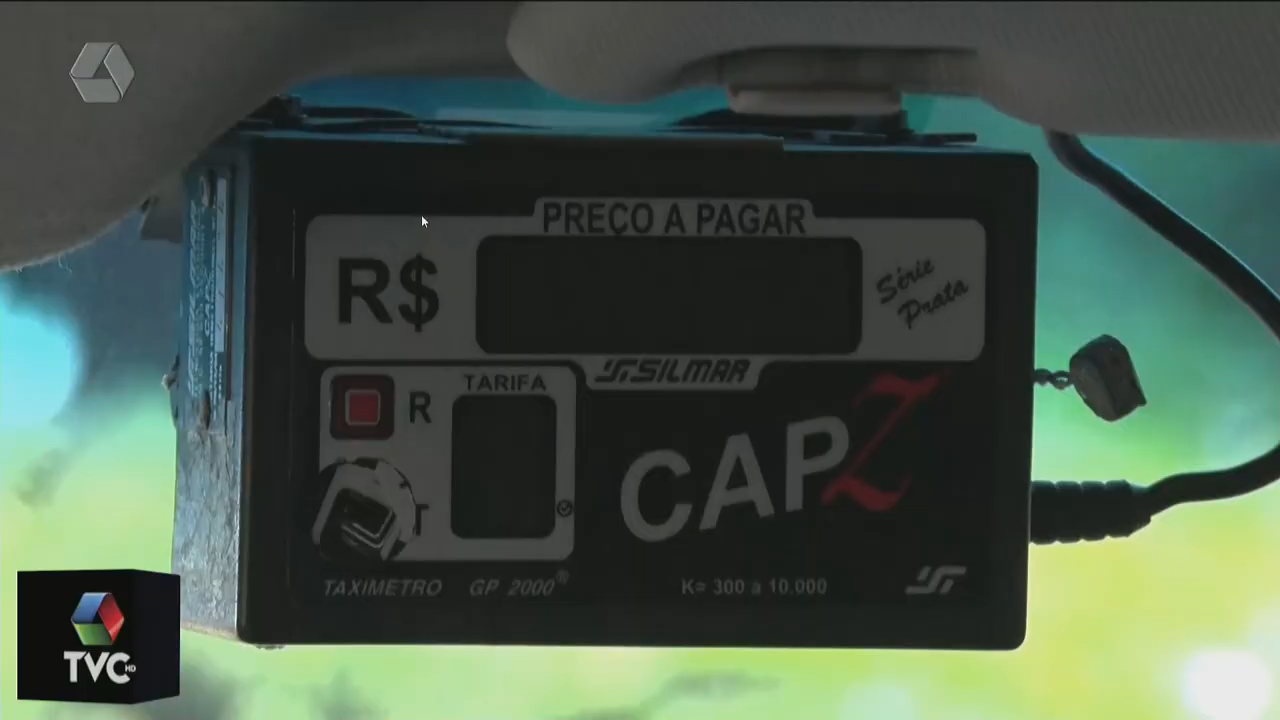 PREÇO A PAGAR
R$
Série
Prata
SILMAR
TARIFA
R
T
CAPZ
TAXIMETRO GP 2000®
K= 300 a 10.000
TVC HD